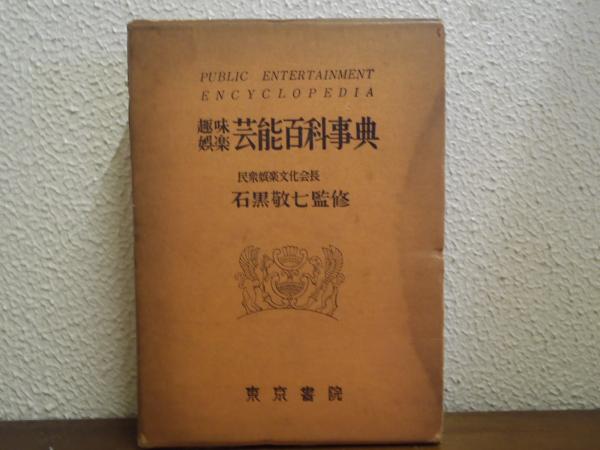 PUBLIC ENTERTAINMENT
ENCYCLOPEDIA
趣味娯楽 芸能百科事典
民衆娯楽文化会長
石黒敬七監修
東京書院